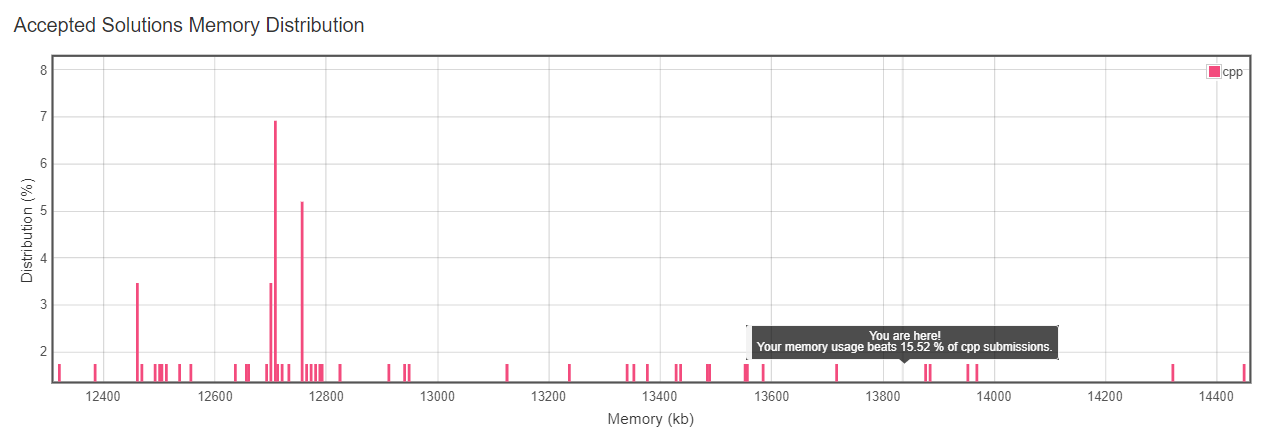 Accepted Solutions Memory Distribution
8
cpp
7
6
5
4
3
2
Distribution (%)
You are here!
Your memory usage beats 15.52 % of cpp submissions.
12400 12600 12800 13000 13200 13400 13600 13800 14000 14200 14400
Memory (kb)